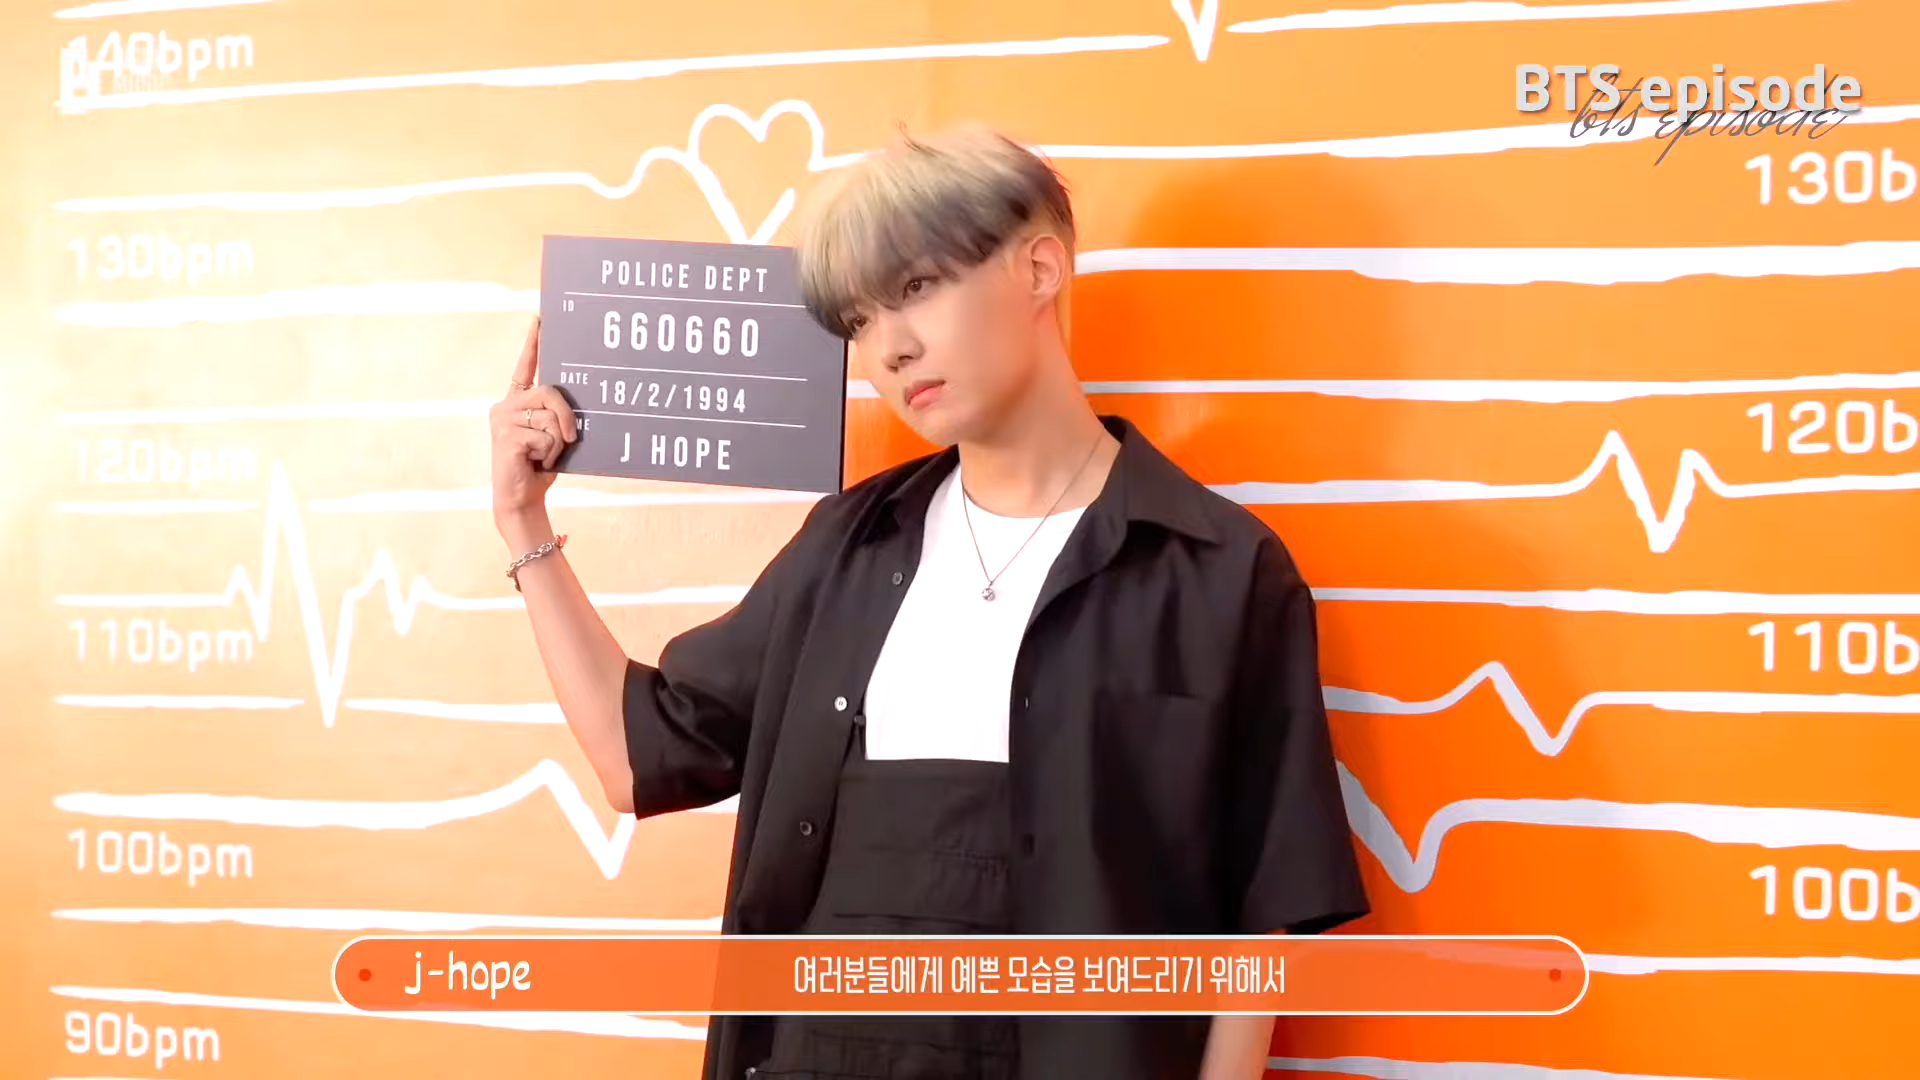 140bpm
BTS episode
bts episode
130b
130bpm
POLICE DEPT
ID
660660
DATE
18/2/1994
J HOPE
120b
120bpm
110bpm
110b
100bpm
100b
j-hope 여러분들에게 예쁜 모습을 보여드리기 위해서
90bpm